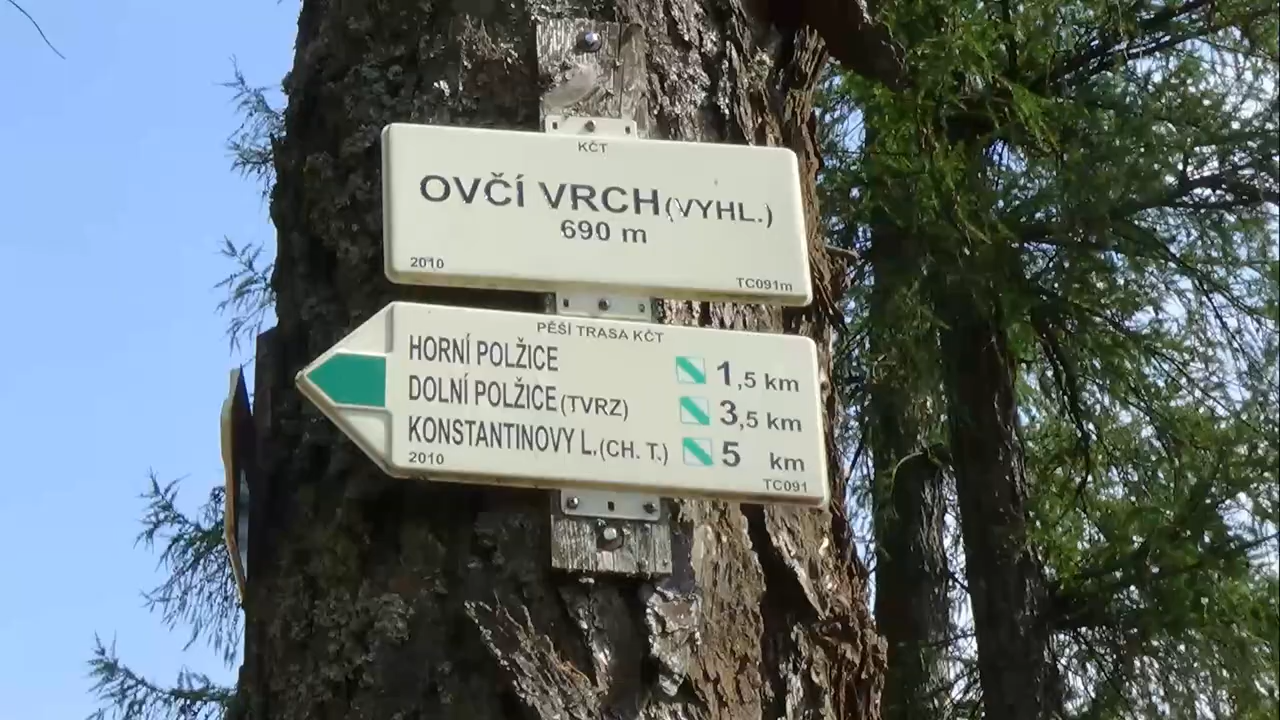 KČT
OVČÍ VRCH (VYHL.)
690 m
2010 TC091m
PĚŠÍ TRASA KČT
HORNÍ POLŽICE 1,5 km
DOLNÍ POLŽICE (TVRZ) 3,5 km
KONSTANTINOVY L. (CH. T.) 5 km
2010 TC091